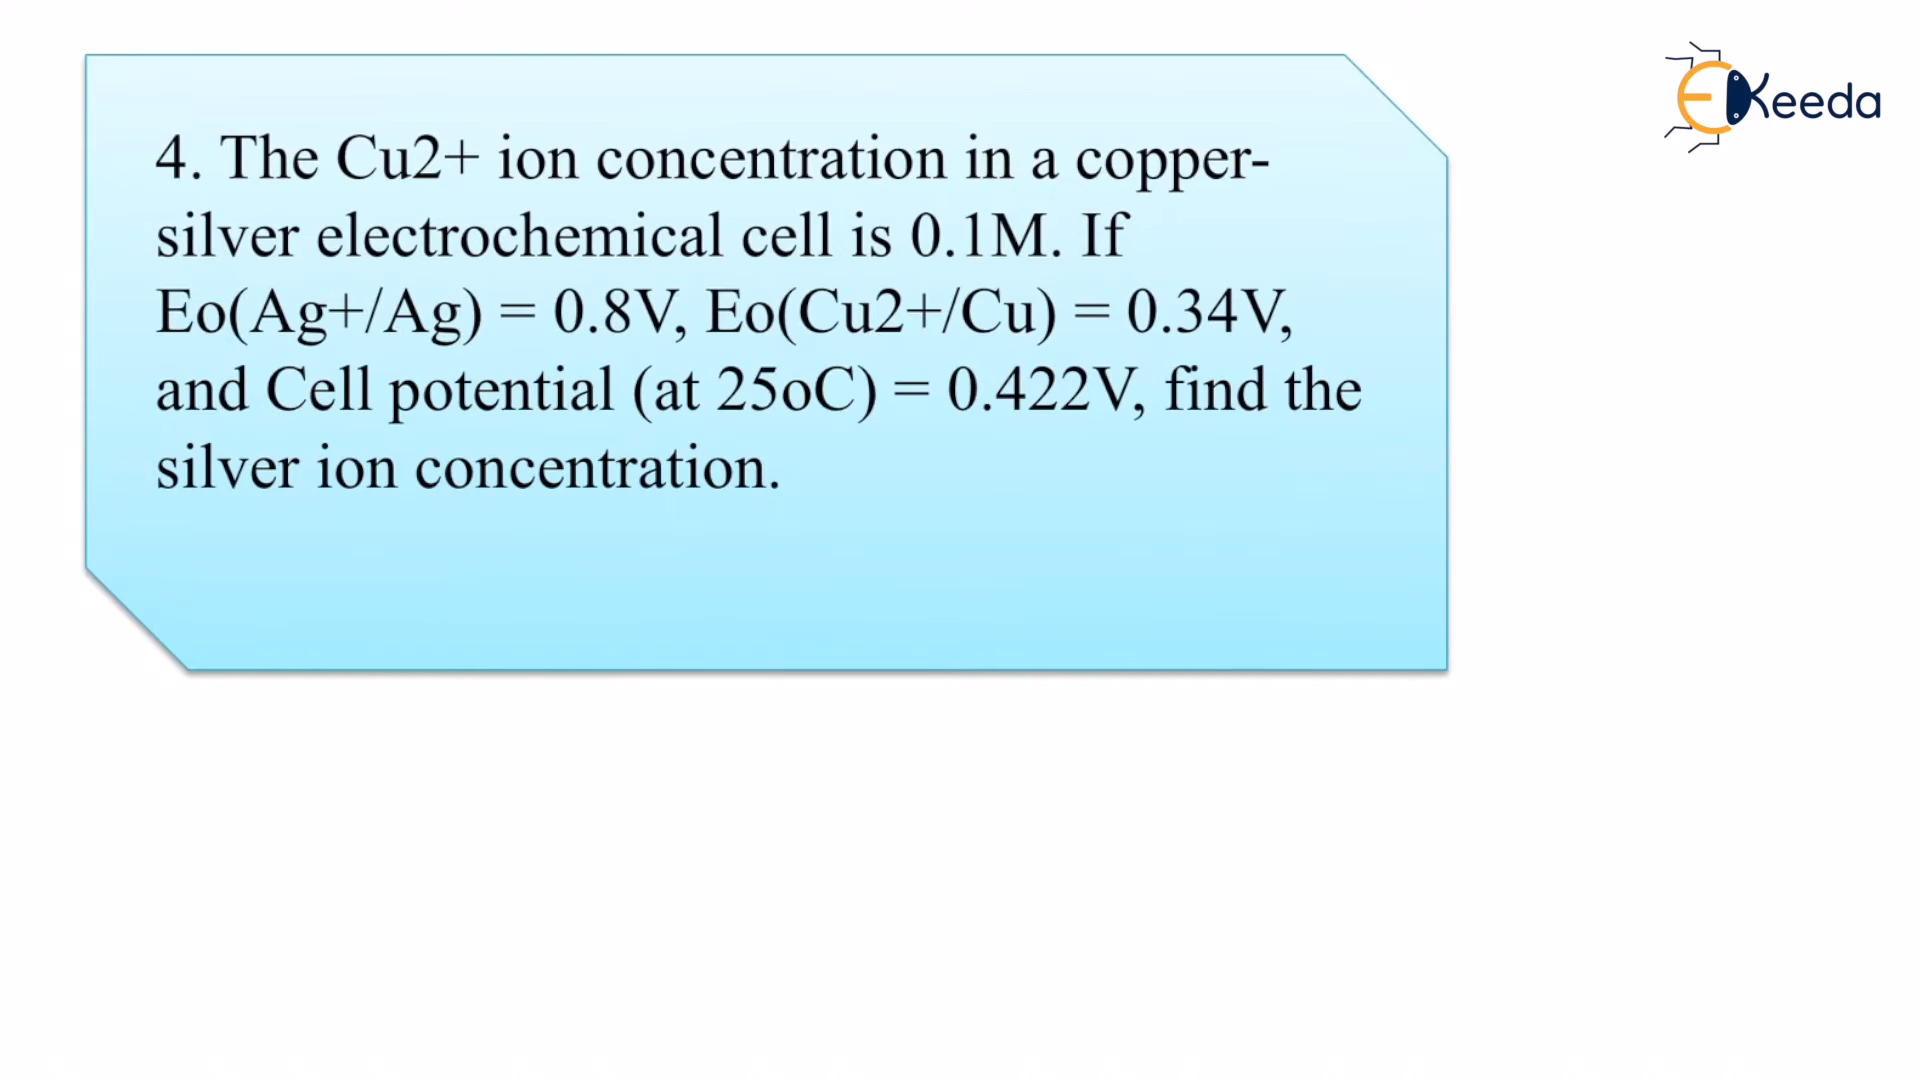 4. The Cu2+ ion concentration in a copper-
silver electrochemical cell is 0.1M. If
Eo(Ag+/Ag) = 0.8V, Eo(Cu2+/Cu) = 0.34V,
and Cell potential (at 25oC) = 0.422V, find the
silver ion concentration.
EKeeda